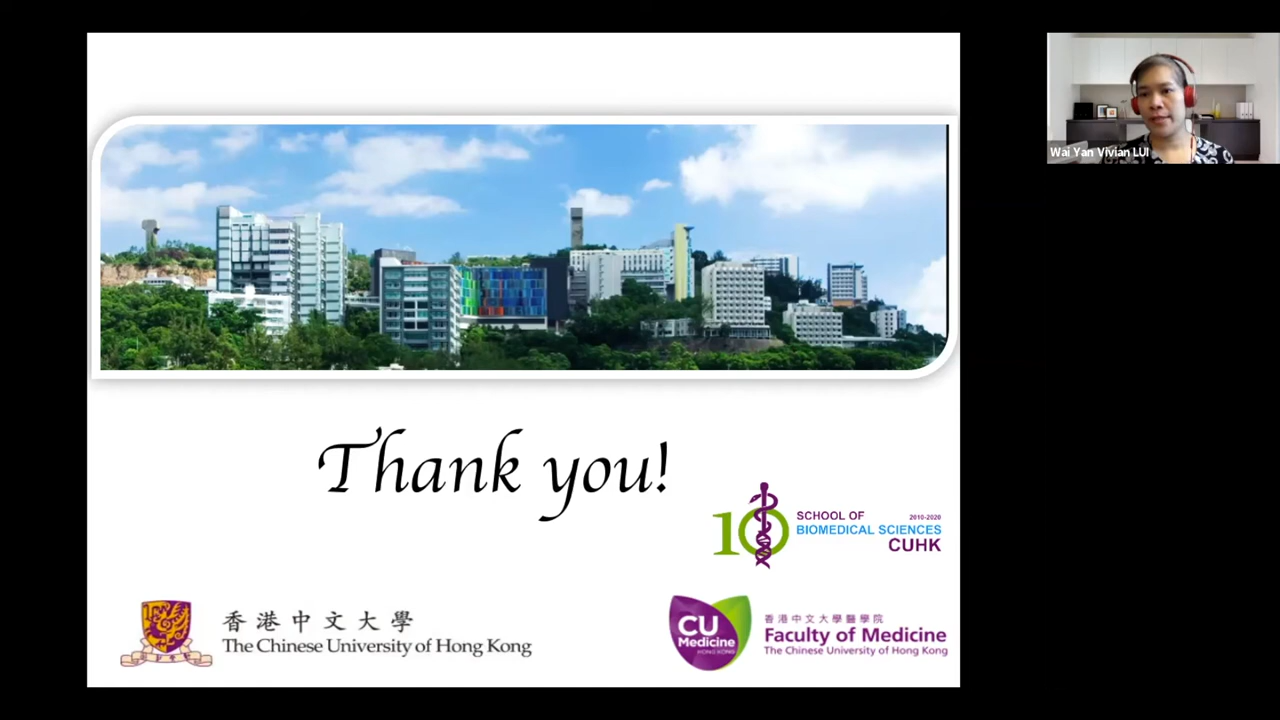 Wai Yan Vivian LUI
Thank you!
10
SCHOOL OF
2010-2020
BIOMEDICAL SCIENCES
CUHK
香港中文大學
The Chinese University of Hong Kong
CU
Medicine
HONG KONG
香港中文大學醫學院
Faculty of Medicine
The Chinese University of Hong Kong